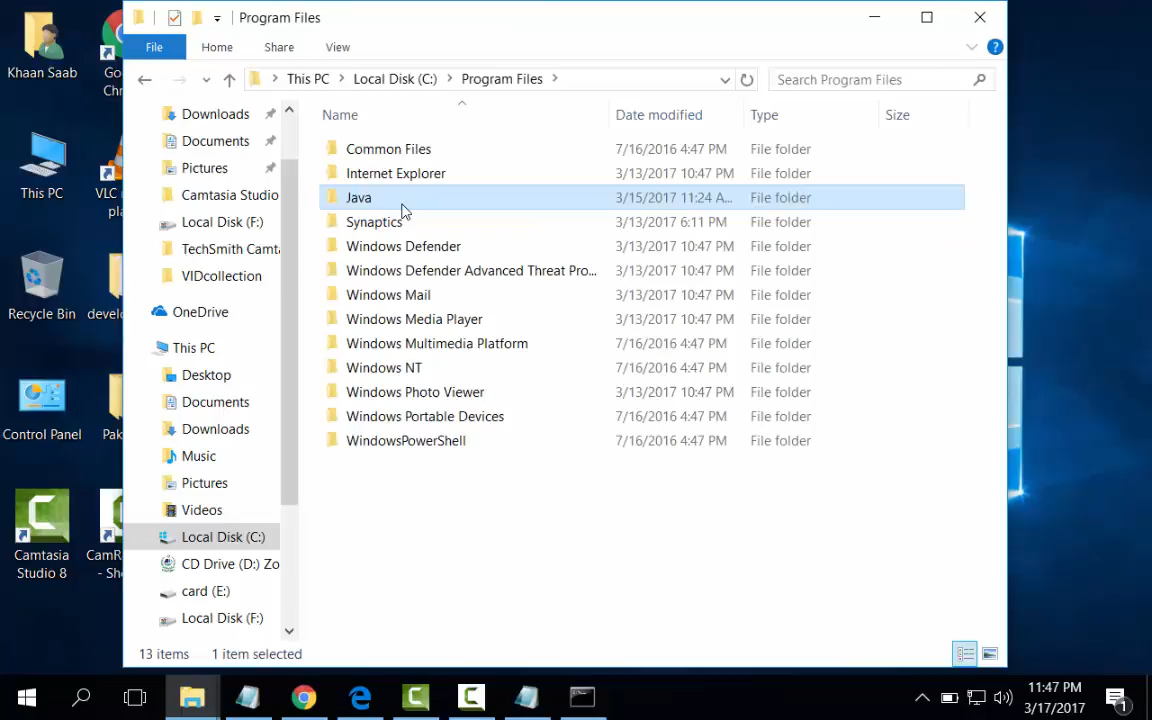 Program Files
File
Home
Share
View
This PC
Local Disk (C:)
Program Files
Search Program Files
Name
Date modified
Type
Size
Common Files
7/16/2016 4:47 PM
File folder
Internet Explorer
3/13/2017 10:47 PM
File folder
Java
3/15/2017 11:24 A...
File folder
Synaptics
3/13/2017 6:11 PM
File folder
Windows Defender
3/13/2017 10:47 PM
File folder
Windows Defender Advanced Threat Pro...
3/13/2017 10:47 PM
File folder
Windows Mail
3/13/2017 10:47 PM
File folder
Windows Media Player
3/13/2017 10:47 PM
File folder
Windows Multimedia Platform
7/16/2016 4:47 PM
File folder
Windows NT
7/16/2016 4:47 PM
File folder
Windows Photo Viewer
3/13/2017 10:47 PM
File folder
Windows Portable Devices
7/16/2016 4:47 PM
File folder
WindowsPowerShell
7/16/2016 4:47 PM
File folder
Downloads
Documents
Pictures
Camtasia Studio
Local Disk (F:)
TechSmith Camta
VIDcollection
OneDrive
This PC
Desktop
Documents
Downloads
Music
Pictures
Videos
Local Disk (C:)
CD Drive (D:) Zo
card (E:)
Local Disk (F:)
13 items
1 item selected
Khaan Saab
Go
Chr
This PC
VLC
pla
Recycle Bin
develo
Control Panel
Pak
Camtasia
Studio 8
CamR
- Sh
11:47 PM
3/17/2017
1